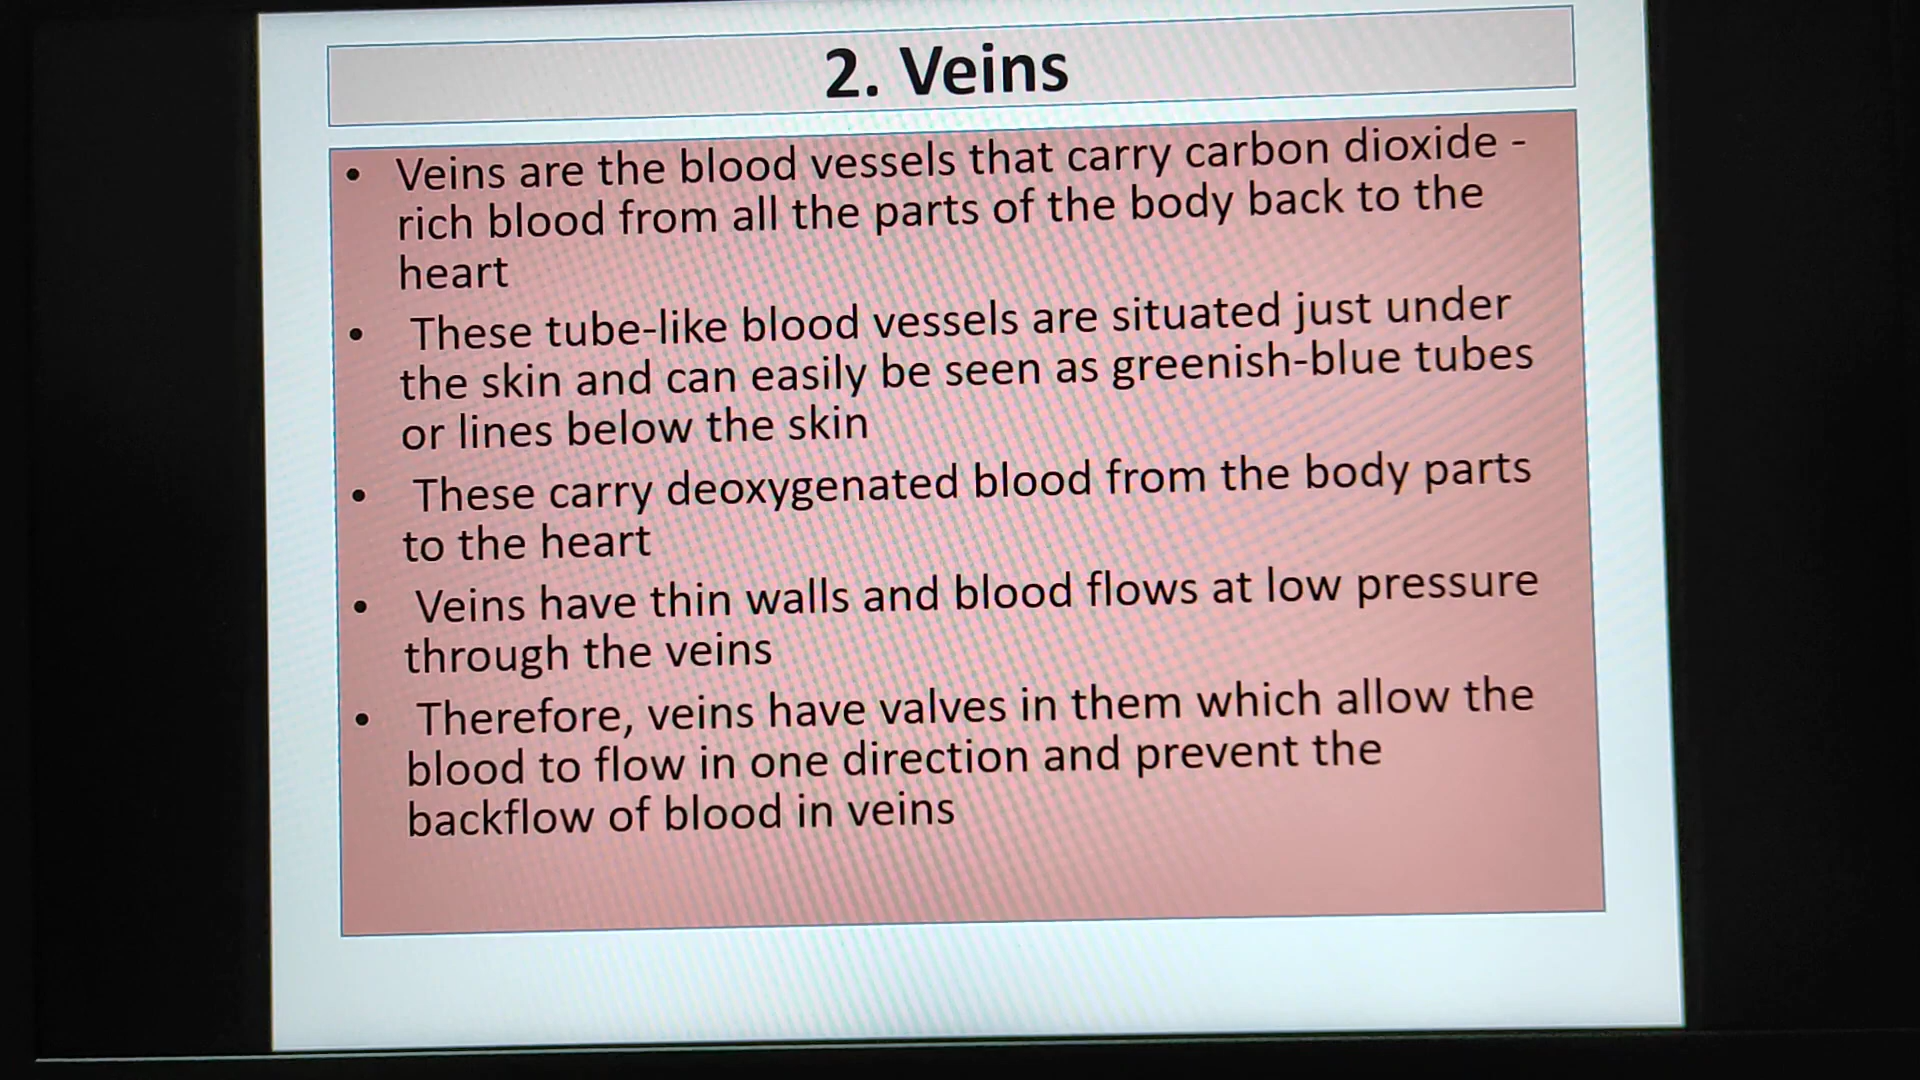 2. Veins
• Veins are the blood vessels that carry carbon dioxide -
rich blood from all the parts of the body back to the
heart
• These tube-like blood vessels are situated just under
the skin and can easily be seen as greenish-blue tubes
or lines below the skin
• These carry deoxygenated blood from the body parts
to the heart
• Veins have thin walls and blood flows at low pressure
through the veins
• Therefore, veins have valves in them which allow the
blood to flow in one direction and prevent the
backflow of blood in veins